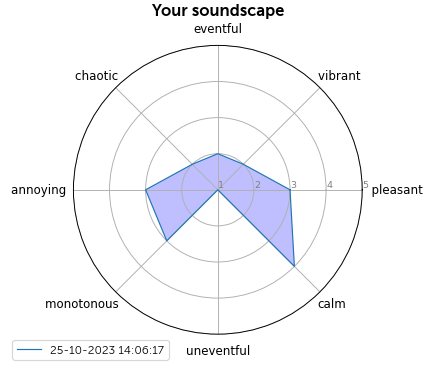 Your soundscape
eventful
chaotic
vibrant
annoying
1
2
3
4
5
pleasant
monotonous
calm
uneventful
25-10-2023 14:06:17